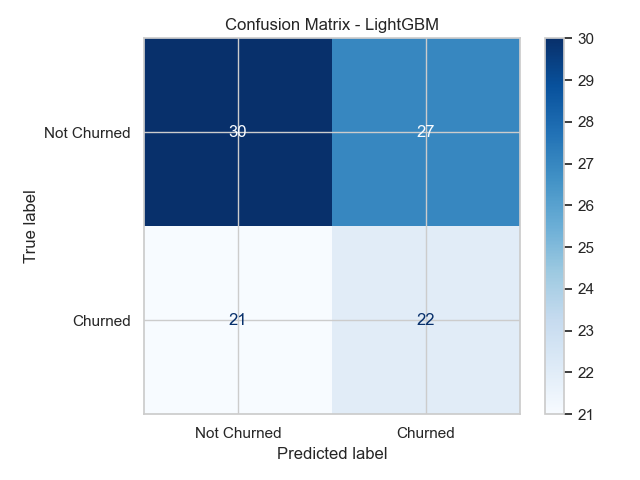 Confusion Matrix - LightGBM
True label
Not Churned
Churned
30
27
21
22
Not Churned
Churned
Predicted label
30
29
28
27
26
25
24
23
22
21